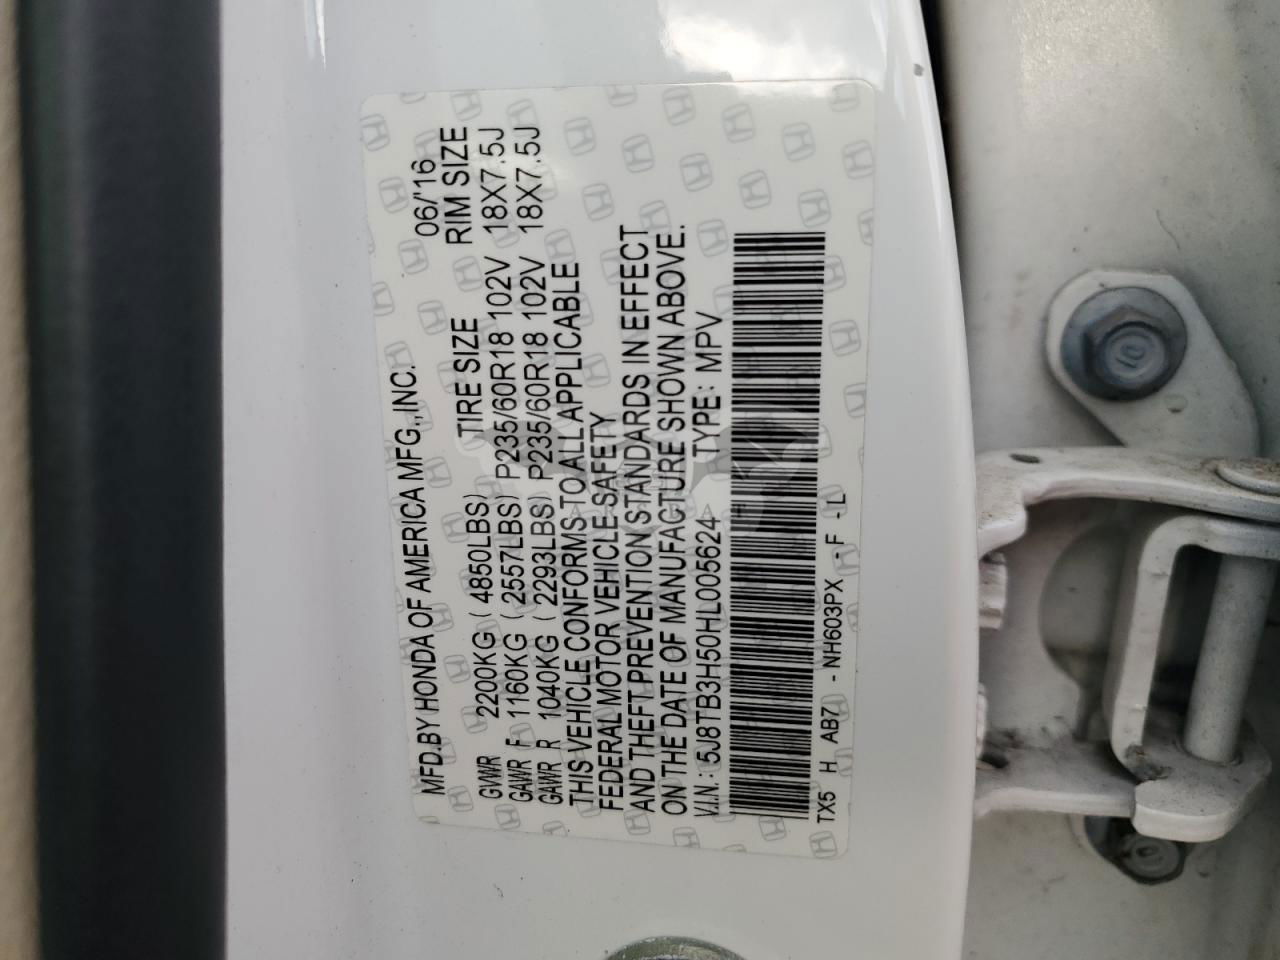 MFD.BY HONDA OF AMERICA MFG.,INC. 06/'16
TIRE SIZE RIM SIZE
GVWR 2200KG ( 4850LBS)
GAWR F 1160KG ( 2557LBS) P235/60R18 102V 18X7.5J
GAWR R 1040KG ( 2293LBS) P235/60R18 102V 18X7.5J
THIS VEHICLE CONFORMS TO ALL APPLICABLE
FEDERAL MOTOR VEHICLE SAFETY
AND THEFT PREVENTION STANDARDS IN EFFECT
ON THE DATE OF MANUFACTURE SHOWN ABOVE.
V.I.N.: 5J8TB3H50HL005624 TYPE: MPV
TX5 H ABZ - NH603PX - F - L